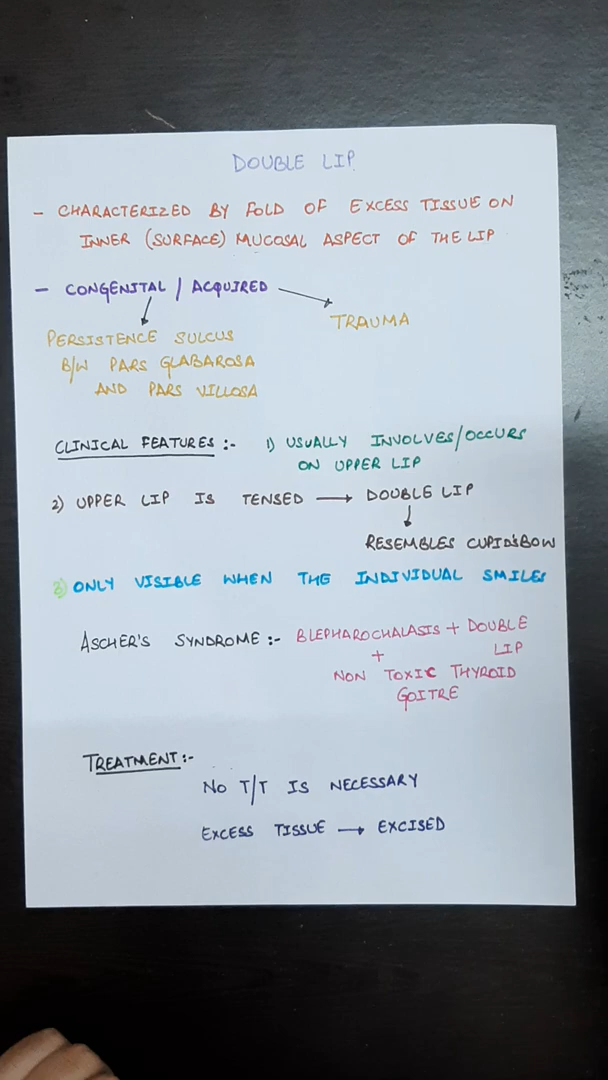 DOUBLE LIP
- CHARACTERIZED BY FOLD OF EXCESS TISSUE ON
INNER (SURFACE) MUCOSAL ASPECT OF THE LIP
- CONGENITAL / ACQUIRED
TRAUMA
PERSISTENCE SULCUS
B/W PARS GLABAROSA
AND PARS VILLOSA
CLINICAL FEATURES :- 1) USUALLY INVOLVES/OCCURS
ON UPPER LIP
2) UPPER LIP IS TENSED → DOUBLE LIP
↓
RESEMBLES CUPID'S BOW
3) ONLY VISIBLE WHEN THE INDIVIDUAL SMILES
ASCHER'S SYNDROME :- BLEPHAROCHALASIS + DOUBLE
LIP
+
NON TOXIC THYROID
GOITRE
TREATMENT :-
NO T/T IS NECESSARY
EXCESS TISSUE → EXCISED